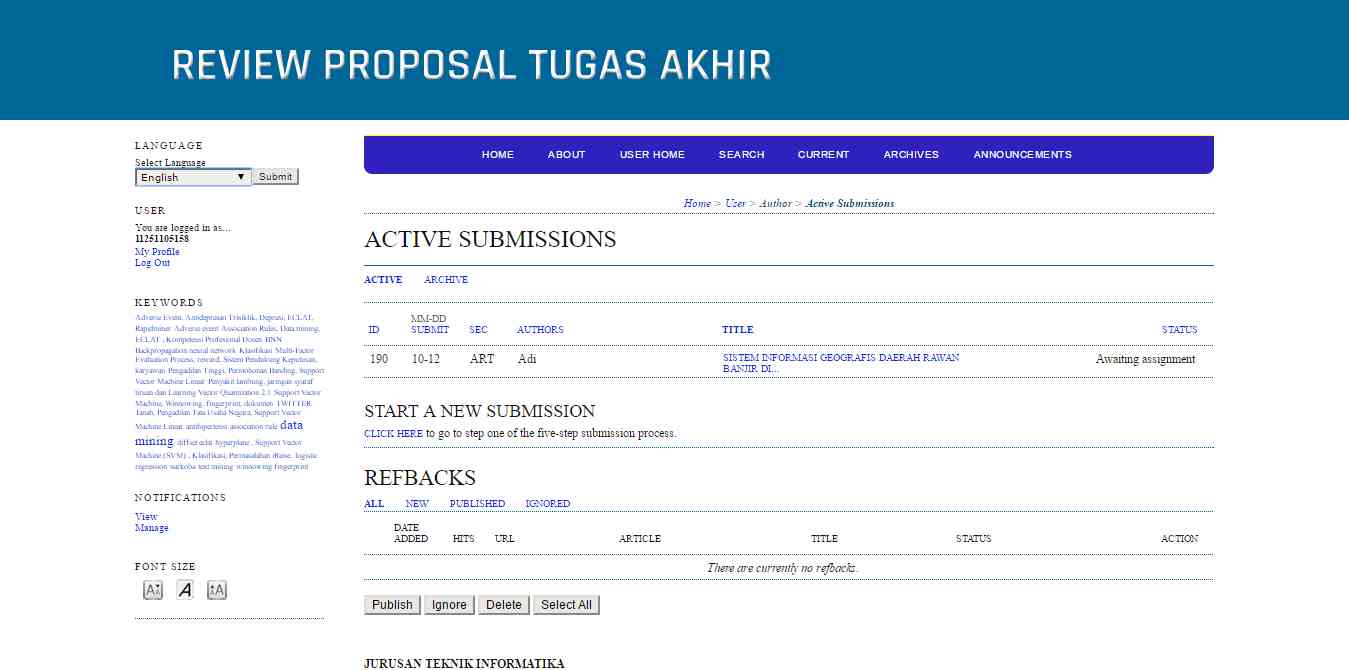 REVIEW PROPOSAL TUGAS AKHIR
LANGUAGE
Select Language
English
Submit
USER
You are logged in as...
11251105158
My Profile
Log Out
KEYWORDS
Adverse Event, Antidepresan Trisiklik, Depresi, ECLAT,
Rapidminer Adverse event Association Rules, Data mining,
ECLAT , Kompetensi Profesional Dosen BNN
Backpropagation neural network Klasifikasi Multi-Factor
Evaluation Process, reward, Sistem Pendukung Keputusan,
karyawan Pengadilan Tinggi, Permohonan Banding, Support
Vector Machine Linear Penyakit lambung, jaringan syaraf
tiruan dan Learning Vector Quantization 2.1 Support Vector
Machine, Winnowing, fingerprint, dokumen TWITTER
Tanah, Pengadilan Tata Usaha Negara, Support Vector
Machine Linear antihipertensi association rule data
mining diffset eclat hyperplane , Support Vector
Machine (SVM) , Klasifikasi, Permasalahan iRaise logistic
regression narkoba text mining winnowing fingerprint
NOTIFICATIONS
View
Manage
FONT SIZE
HOME ABOUT USER HOME SEARCH CURRENT ARCHIVES ANNOUNCEMENTS
Home > User > Author > Active Submissions
ACTIVE SUBMISSIONS
ACTIVE ARCHIVE
MM-DD
ID SUBMIT SEC AUTHORS TITLE STATUS
190 10-12 ART Adi SISTEM INFORMASI GEOGRAFIS DAERAH RAWAN Awaiting assignment
BANJIR DI...
START A NEW SUBMISSION
CLICK HERE to go to step one of the five-step submission process.
REFBACKS
ALL NEW PUBLISHED IGNORED
DATE
ADDED HITS URL ARTICLE TITLE STATUS ACTION
There are currently no refbacks.
Publish Ignore Delete Select All
JURUSAN TEKNIK INFORMATIKA